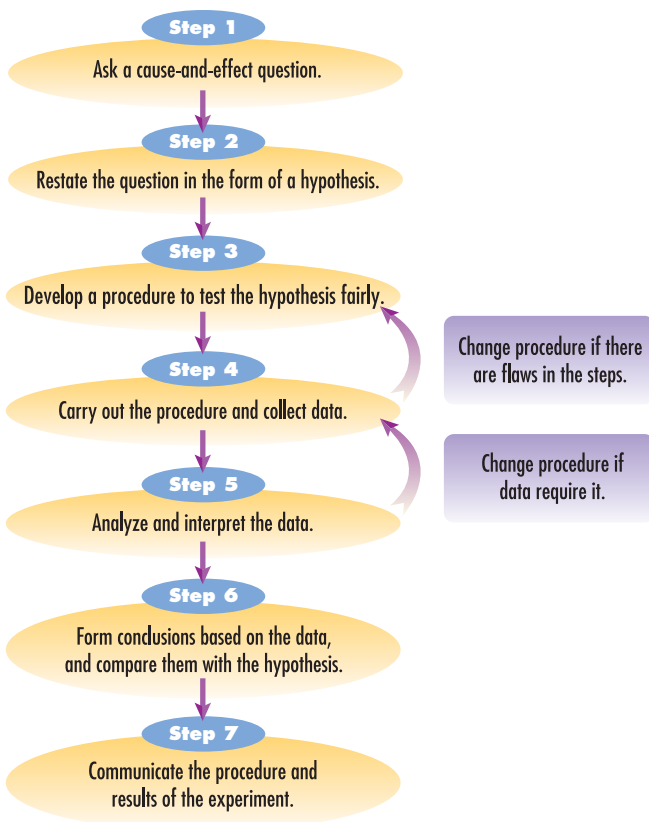 Step 1
Ask a cause-and-effect question.
Step 2
Restate the question in the form of a hypothesis.
Step 3
Develop a procedure to test the hypothesis fairly.
Change procedure if there
are flaws in the steps.
Step 4
Carry out the procedure and collect data.
Change procedure if
data require it.
Step 5
Analyze and interpret the data.
Step 6
Form conclusions based on the data,
and compare them with the hypothesis.
Step 7
Communicate the procedure and
results of the experiment.